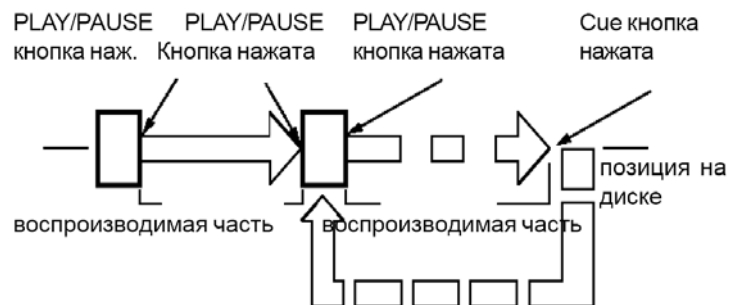 PLAY/PAUSE
кнопка наж.
PLAY/PAUSE
Кнопка нажата
PLAY/PAUSE
кнопка нажата
Cue кнопка
нажата
позиция на
диске
воспроизводимая часть
воспроизводимая часть